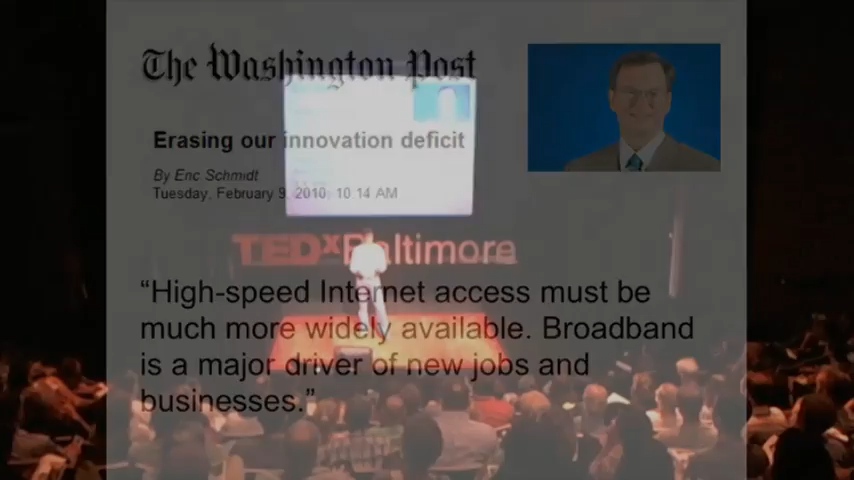 The Washington Post
Erasing our innovation deficit
By Eric Schmidt
Tuesday, February 9, 2010; 10:14 AM
TEDxBaltimore
“High-speed Internet access must be
much more widely available. Broadband
is a major driver of new jobs and
businesses.”